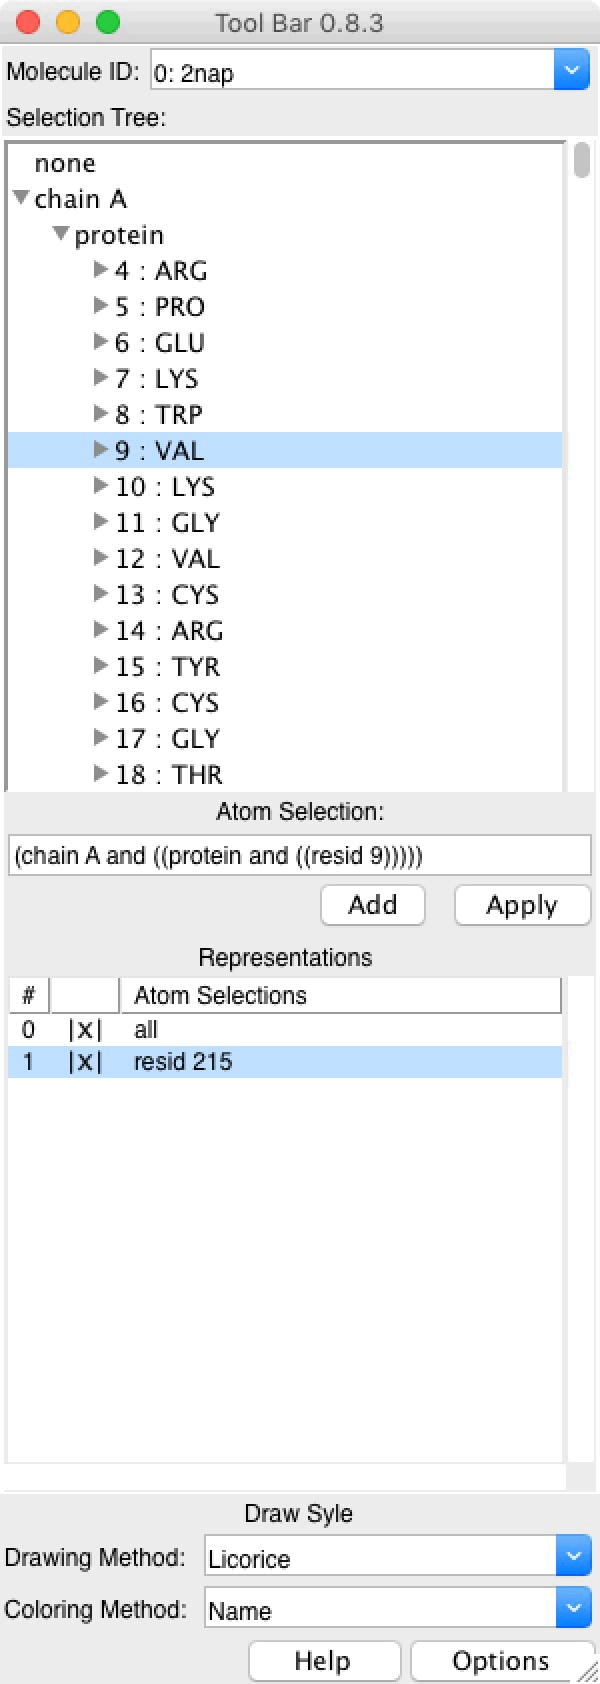 Tool Bar 0.8.3
Molecule ID: 0: 2nap
Selection Tree:
none
chain A
protein
4 : ARG
5 : PRO
6 : GLU
7 : LYS
8 : TRP
9 : VAL
10 : LYS
11 : GLY
12 : VAL
13 : CYS
14 : ARG
15 : TYR
16 : CYS
17 : GLY
18 : THR
Atom Selection:
(chain A and ((protein and ((resid 9)))))
Add Apply
Representations
# Atom Selections
0 |X| all
1 |X| resid 215
Draw Syle
Drawing Method: Licorice
Coloring Method: Name
Help Options